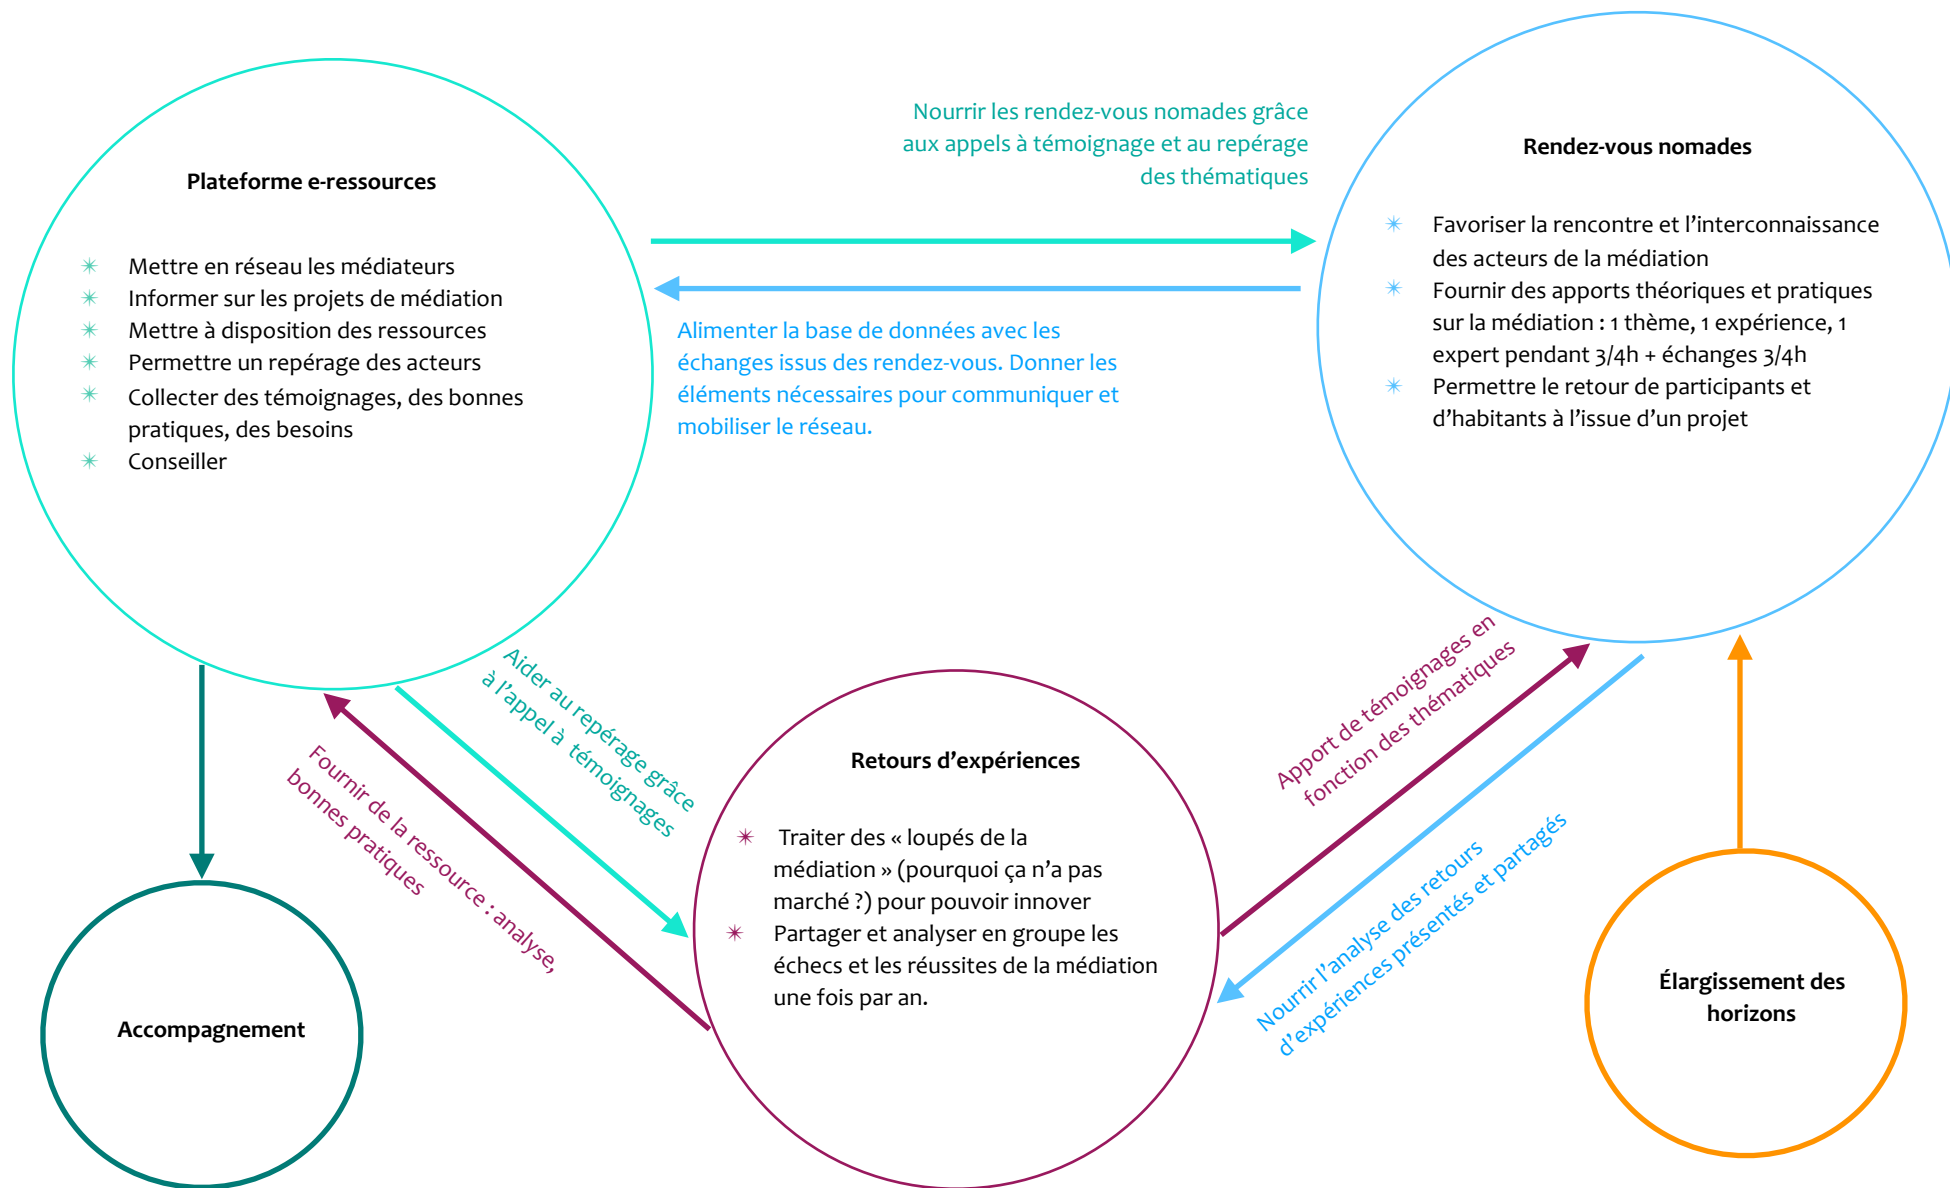 Plateforme e-ressources
✴ Mettre en réseau les médiateurs
✴ Informer sur les projets de médiation
✴ Mettre à disposition des ressources
✴ Permettre un repérage des acteurs
✴ Collecter des témoignages, des bonnes
pratiques, des besoins
✴ Conseiller
Nourrir les rendez-vous nomades grâce
aux appels à témoignage et au repérage
des thématiques
Alimenter la base de données avec les
échanges issus des rendez-vous. Donner les
éléments nécessaires pour communiquer et
mobiliser le réseau.
Rendez-vous nomades
✴ Favoriser la rencontre et l’interconnaissance
des acteurs de la médiation
✴ Fournir des apports théoriques et pratiques
sur la médiation : 1 thème, 1 expérience, 1
expert pendant 3/4h + échanges 3/4h
✴ Permettre le retour de participants et
d’habitants à l’issue d’un projet
Aider au repérage grâce
à l’appel à témoignages
Fournir de la ressource : analyse,
bonnes pratiques
Retours d’expériences
✴ Traiter des « loupés de la
médiation » (pourquoi ça n’a pas
marché ?) pour pouvoir innover
✴ Partager et analyser en groupe les
échecs et les réussites de la médiation
une fois par an.
Apport de témoignages en
fonction des thématiques
Nourrir l’analyse des retours
d’expériences présentés et partagés
Accompagnement
Élargissement des
horizons